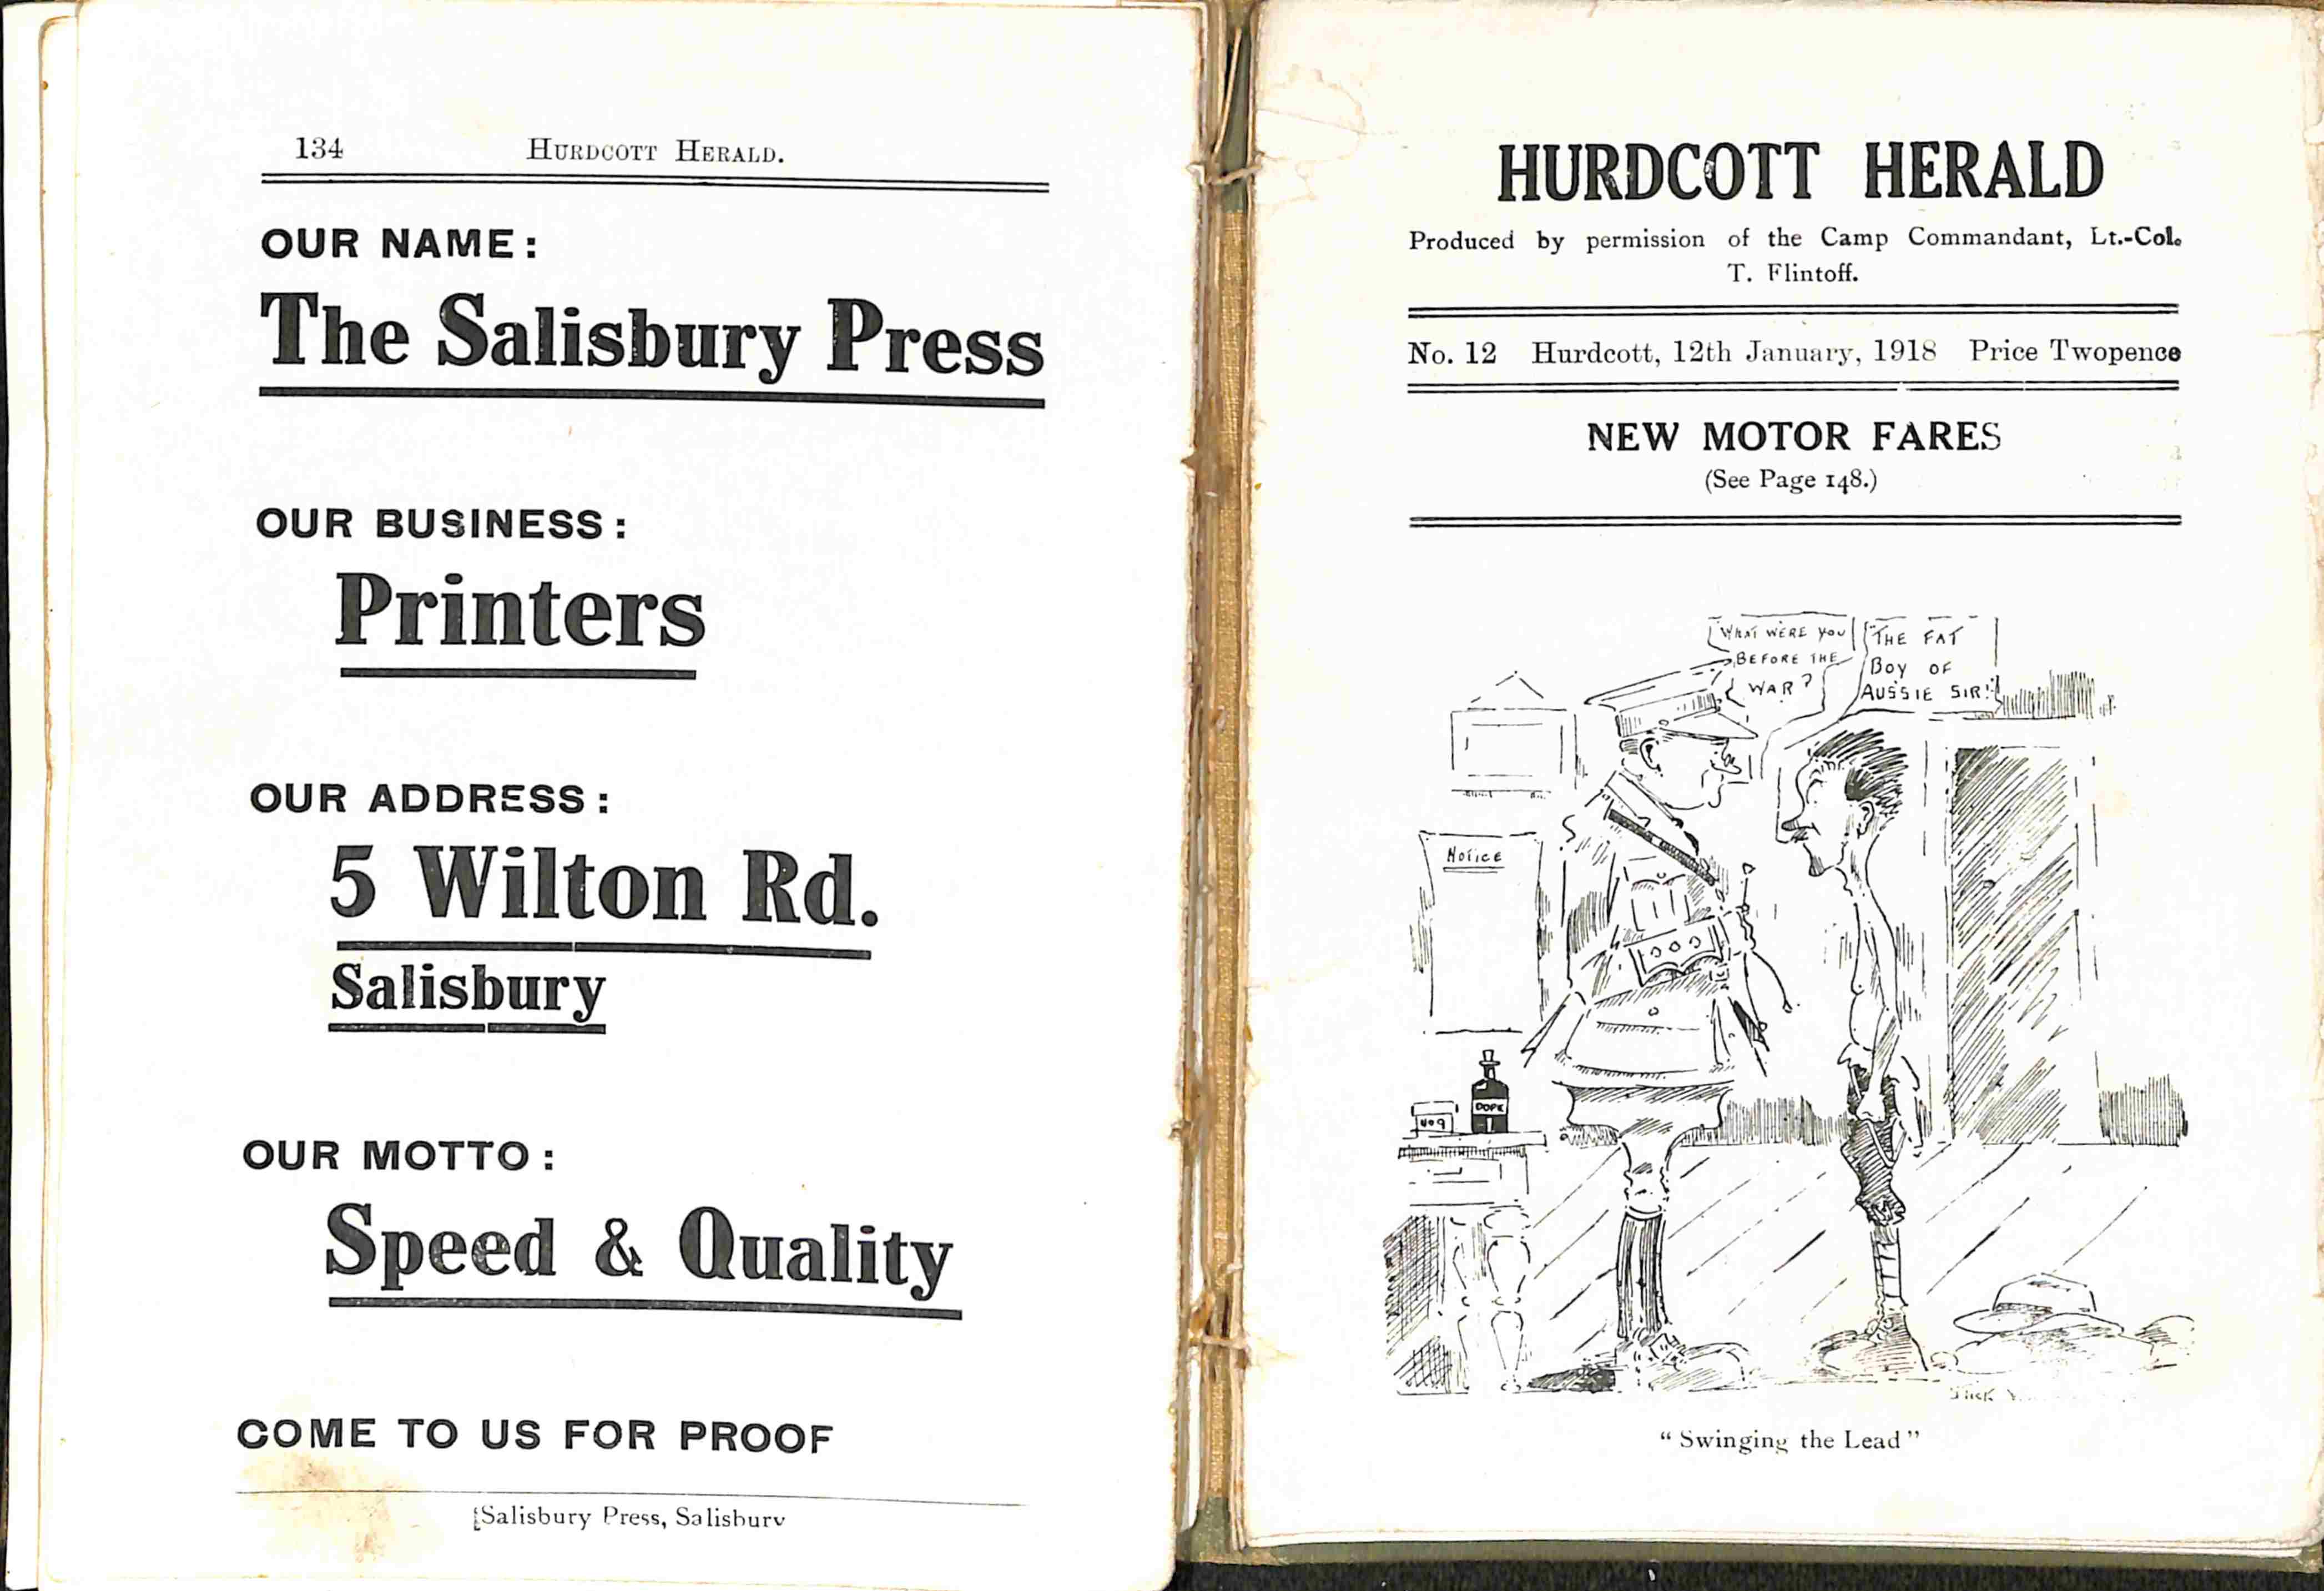 134 HURDCOTT HERALD.
OUR NAME:
The Salisbury Press
OUR BUSINESS:
Printers
OUR ADDRESS:
5 Wilton Rd.
Salisbury
OUR MOTTO:
Speed & Quality
COME TO US FOR PROOF
[Salisbury Press, Salisbury
HURDCOTT HERALD
Produced by permission of the Camp Commandant, Lt.-Col.
T. Flintoff.
No. 12 Hurdcott, 12th January, 1918 Price Twopence
NEW MOTOR FARES
(See Page 148.)
"WHAT WERE YOU
BEFORE THE
WAR?
"THE FAT
BOY OF
AUSSIE SIR!"
NOTICE
DOPE
NO 9
"Swinging the Lead"